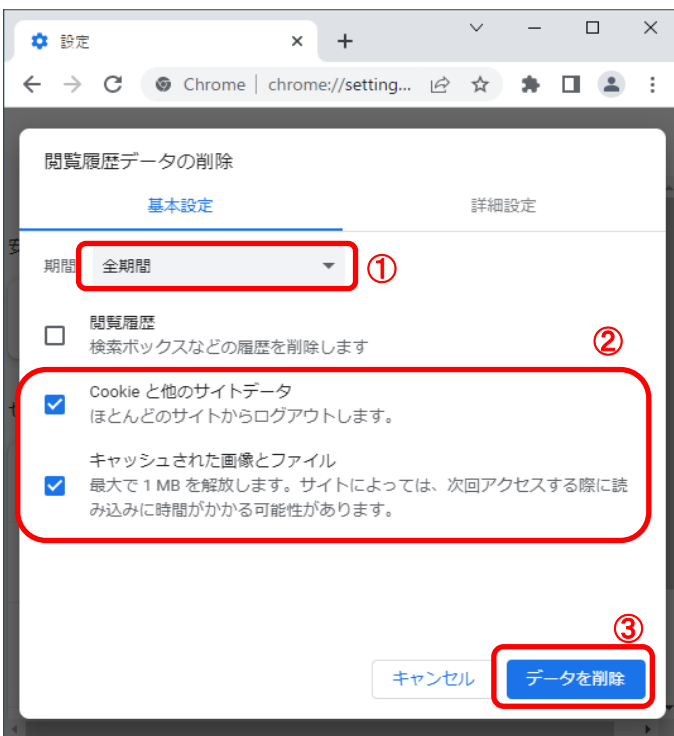 設定
Chrome | chrome://setting...
閲覧履歴データの削除
基本設定
詳細設定
期間
全期間
①
閲覧履歴
検索ボックスなどの履歴を削除します
②
Cookie と他のサイトデータ
ほとんどのサイトからログアウトします。
キャッシュされた画像とファイル
最大で 1 MB を解放します。サイトによっては、次回アクセスする際に読
み込みに時間がかかる可能性があります。
③
キャンセル
データを削除